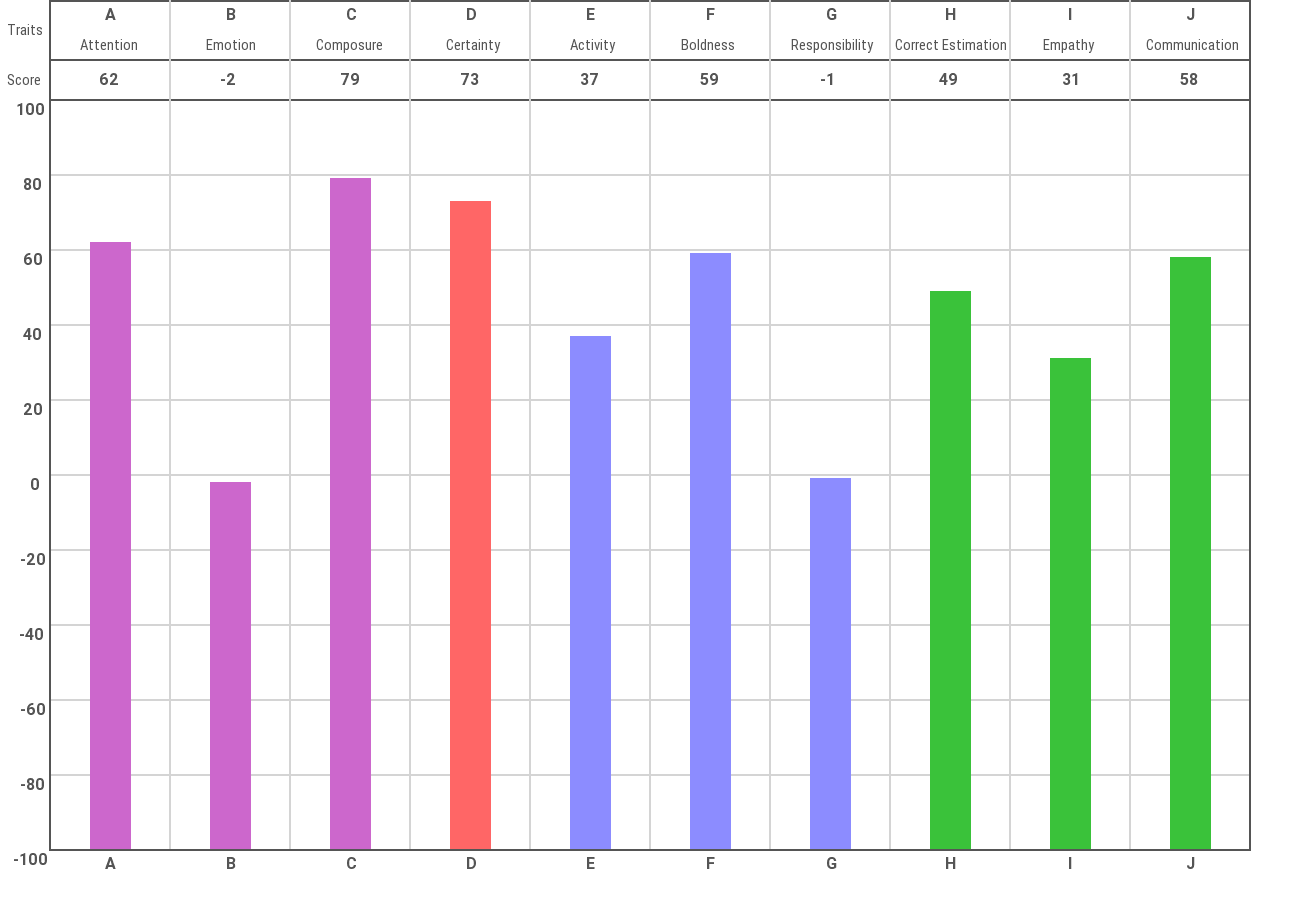 A B C D E F G H I J
Traits
Attention Emotion Composure Certainty Activity Boldness Responsibility Correct Estimation Empathy Communication
Score 62 -2 79 73 37 59 -1 49 31 58
100
80
60
40
20
0
-20
-40
-60
-80
-100
A B C D E F G H I J